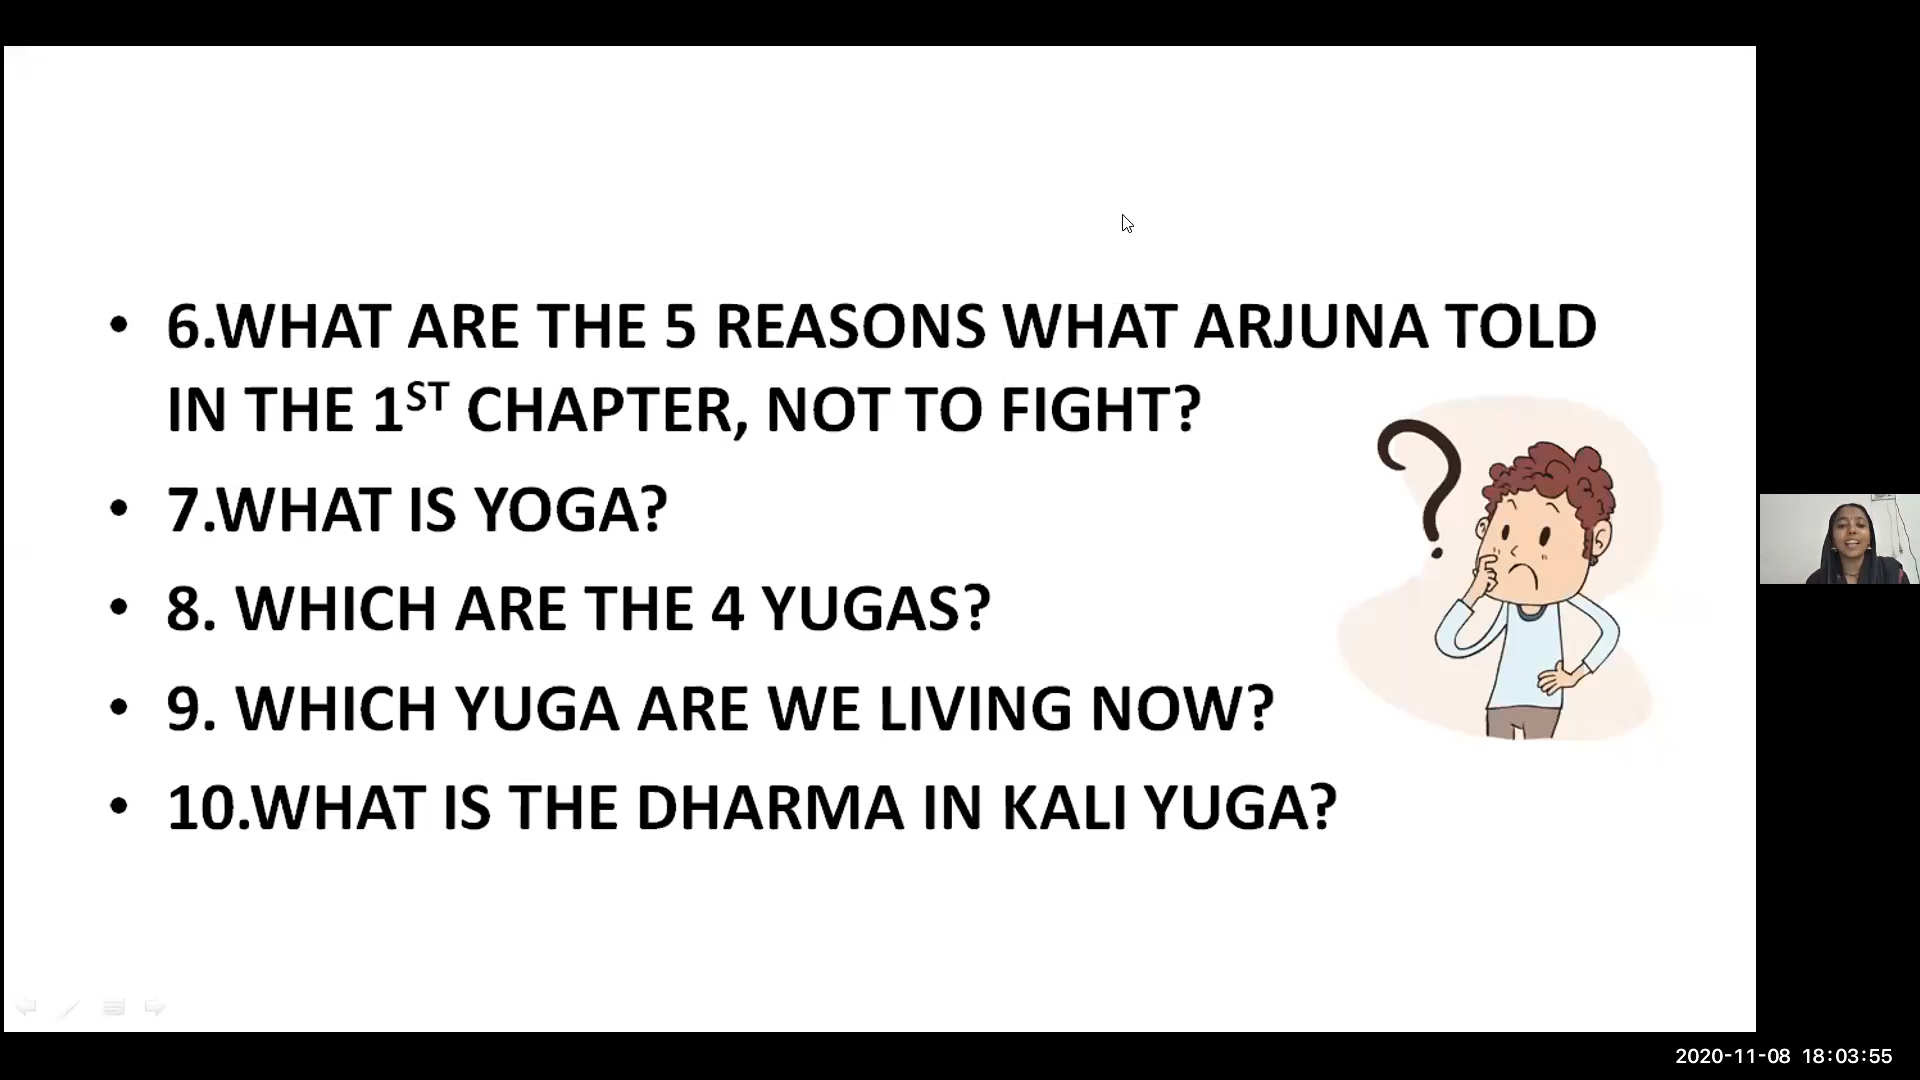 • 6.WHAT ARE THE 5 REASONS WHAT ARJUNA TOLD
IN THE 1ST CHAPTER, NOT TO FIGHT?
• 7.WHAT IS YOGA?
• 8. WHICH ARE THE 4 YUGAS?
• 9. WHICH YUGA ARE WE LIVING NOW?
• 10.WHAT IS THE DHARMA IN KALI YUGA?
?
2020-11-08 18:03:55